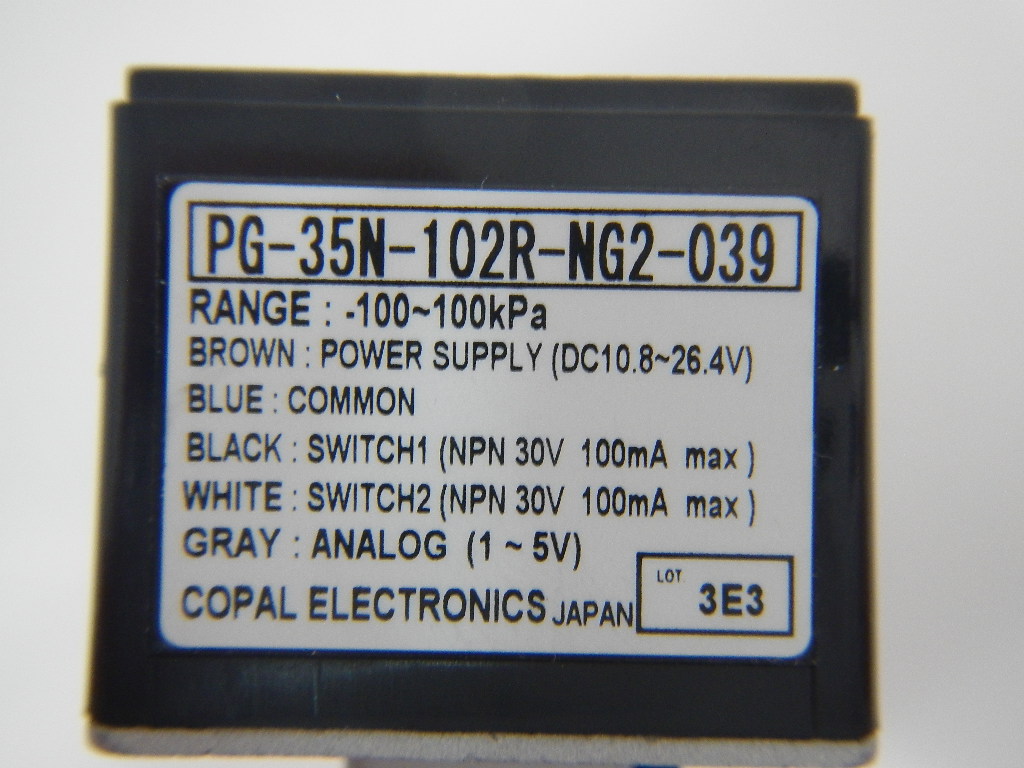 PG-35N-102R-NG2-039
RANGE : -100~100kPa
BROWN : POWER SUPPLY (DC10.8~26.4V)
BLUE : COMMON
BLACK : SWITCH1 (NPN 30V 100mA max )
WHITE : SWITCH2 (NPN 30V 100mA max )
GRAY : ANALOG (1 ~ 5V)
COPAL ELECTRONICS JAPAN
LOT 3E3